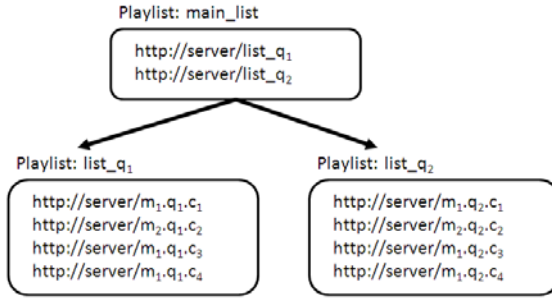 Playlist: main_list
http://server/list_q₁
http://server/list_q₂
Playlist: list_q₁
http://server/m₁.q₁.c₁
http://server/m₂.q₁.c₂
http://server/m₁.q₁.c₃
http://server/m₁.q₁.c₄
Playlist: list_q₂
http://server/m₁.q₂.c₁
http://server/m₂.q₂.c₂
http://server/m₁.q₂.c₃
http://server/m₁.q₂.c₄